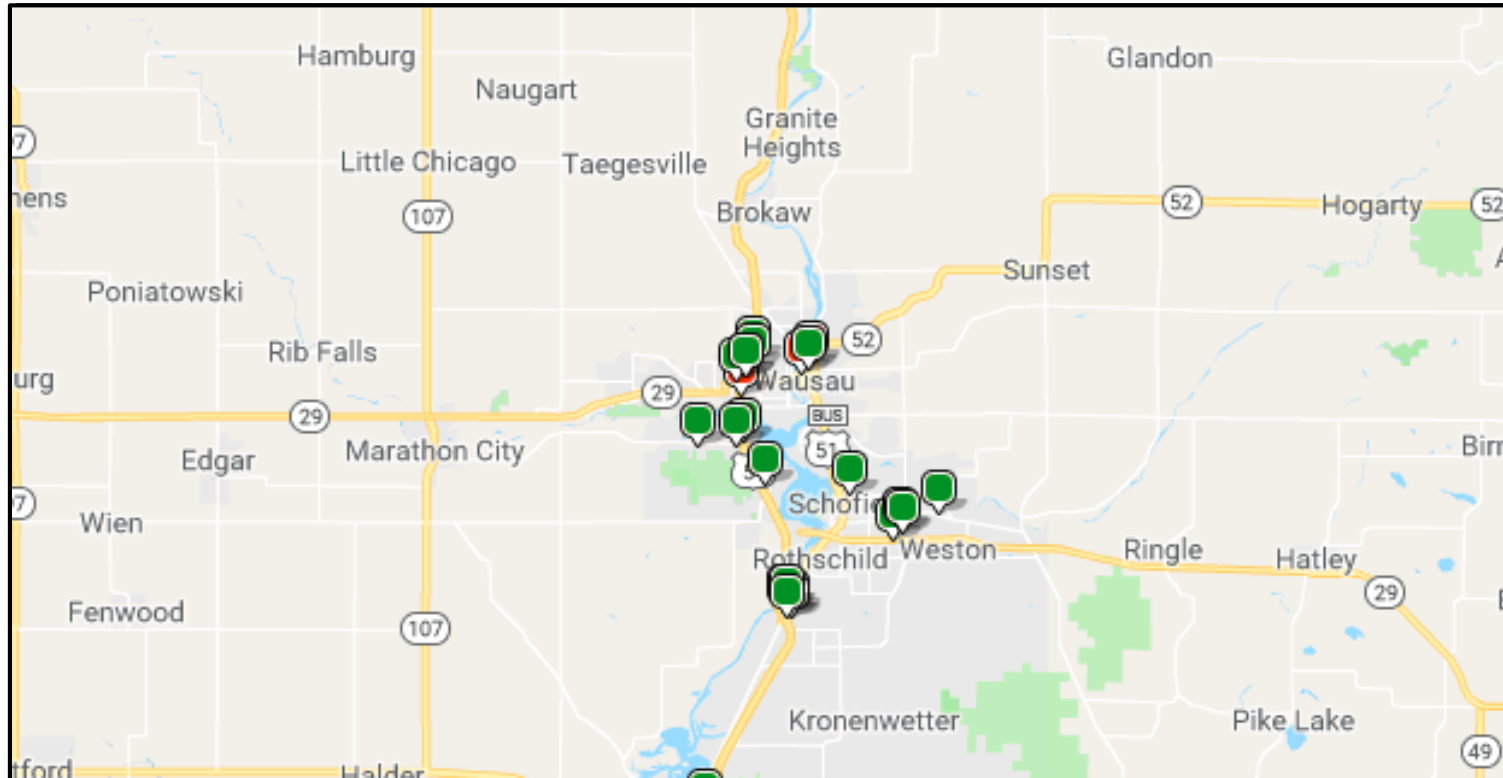 Hamburg
Glandon
Naugart
Granite
Heights
Little Chicago
Taegesville
52
Hogarty
52
107
Brokaw
Sunset
Poniatowski
Rib Falls
52
Wausau
29
29
BUS
51
Marathon City
Edgar
Wien
Weston
Ringle
Hatley
Rothschild
29
Fenwood
107
Kronenwetter
Pike Lake
49
Halder